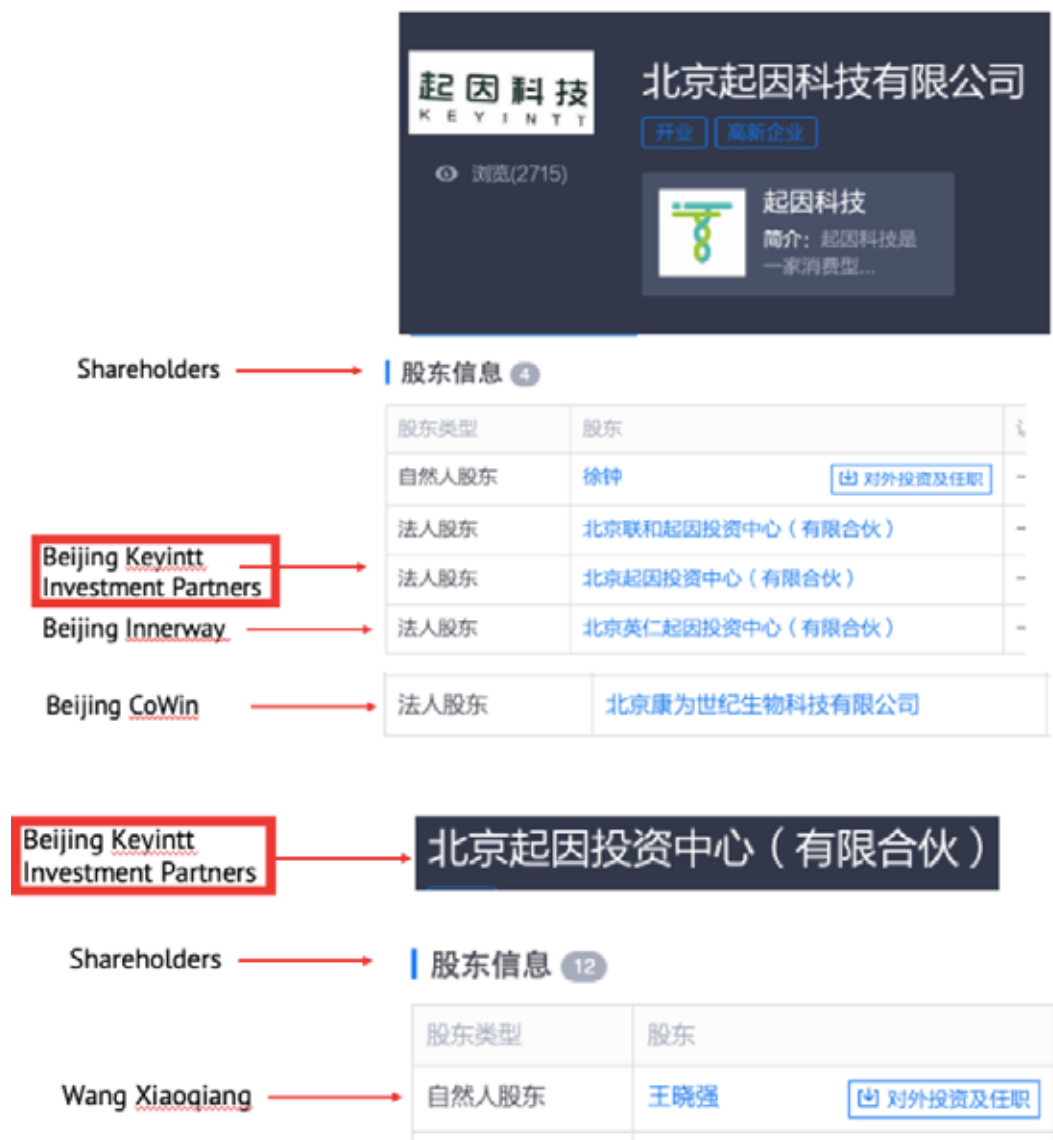 起因科技
KEYINTT
浏览(2715)
北京起因科技有限公司
开业 高新企业
起因科技
简介：起因科技是
一家消费型...
Shareholders
股东信息 4
股东类型 股东
自然人股东 徐钟 对外投资及任职
法人股东 北京联和起因投资中心（有限合伙）
Beijing Keyintt
Investment Partners
法人股东 北京起因投资中心（有限合伙）
Beijing Innerway
法人股东 北京英仁起因投资中心（有限合伙）
Beijing CoWin
法人股东 北京康为世纪生物科技有限公司
Beijing Keyintt
Investment Partners
北京起因投资中心（有限合伙）
Shareholders
股东信息 12
股东类型 股东
Wang Xiaoqiang
自然人股东 王晓强 对外投资及任职